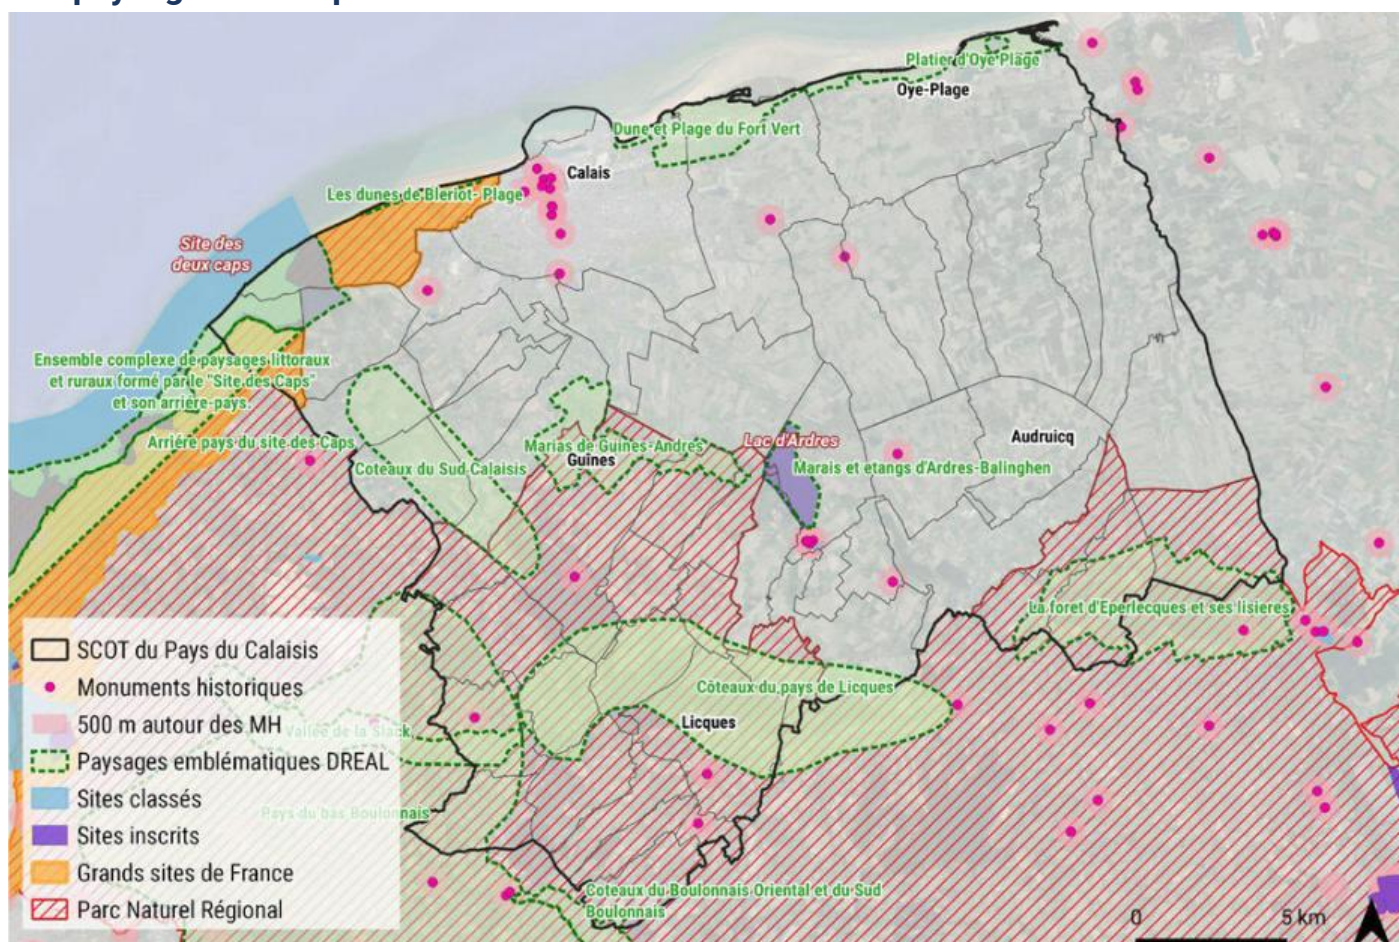 Platier d'Oye Plage
Oye-Plage
Dune et Plage du Fort Vert
Calais
Les dunes de Bleriot- Plage
Site des
deux caps
Ensemble complexe de paysages littoraux
et ruraux formé par le "Site des Caps"
et son arrière-pays.
Arriére pays du site des Caps
Coteaux du Sud Calaisis
Marias de Guines-Andres
Guînes
Lac d'Ardres
Audruicq
Marais et etangs d'Ardres-Balinghen
La foret d'Eperlecques et ses lisieres
Côteaux du pays de Licques
Licques
Vallée de la Slack
Pays du bas Boulonnais
Coteaux du Boulonnais Oriental et du Sud
Boulonnais
SCOT du Pays du Calaisis
Monuments historiques
500 m autour des MH
Paysages emblématiques DREAL
Sites classés
Sites inscrits
Grands sites de France
Parc Naturel Régional
0 5 km